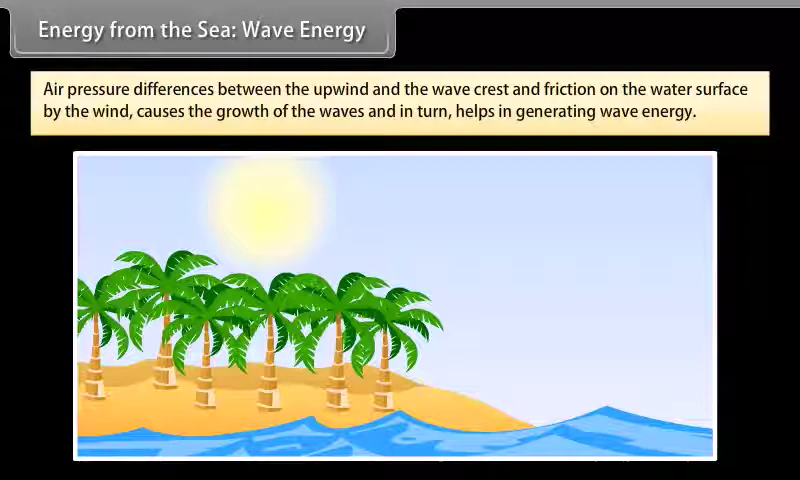 Energy from the Sea: Wave Energy
Air pressure differences between the upwind and the wave crest and friction on the water surface
by the wind, causes the growth of the waves and in turn, helps in generating wave energy.